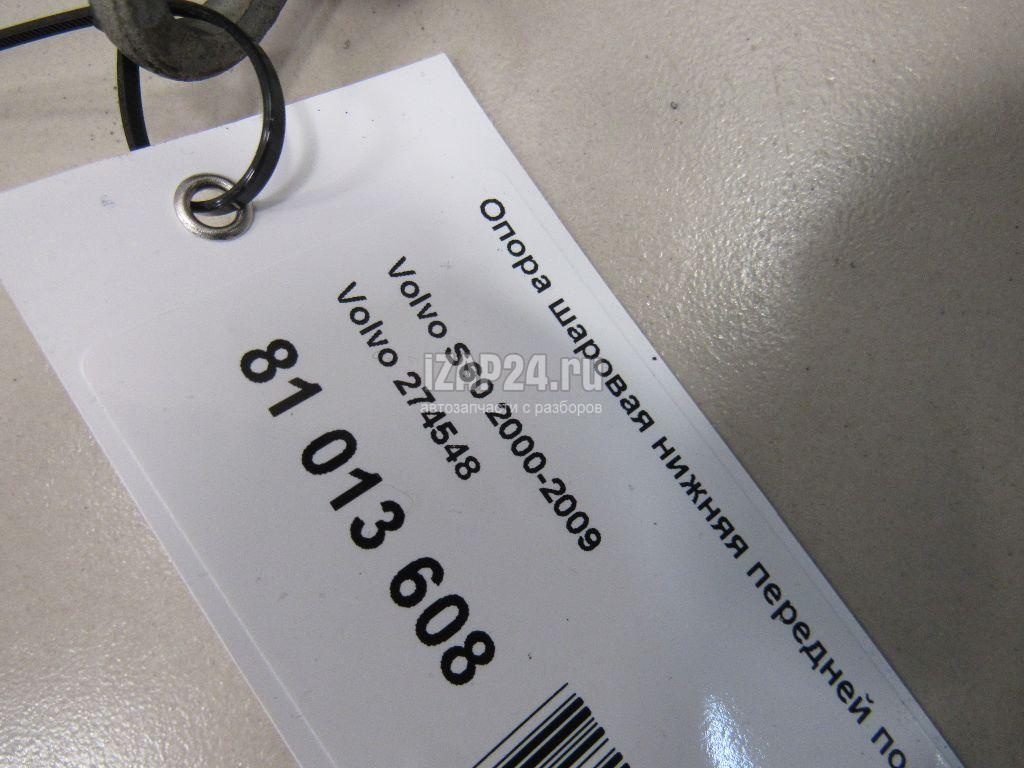 Опора шаровая нижняя передней по
Volvo S60 2000-2009
Volvo 274548
81 013 608
iZAP24.ru
автозапчасти с разборов